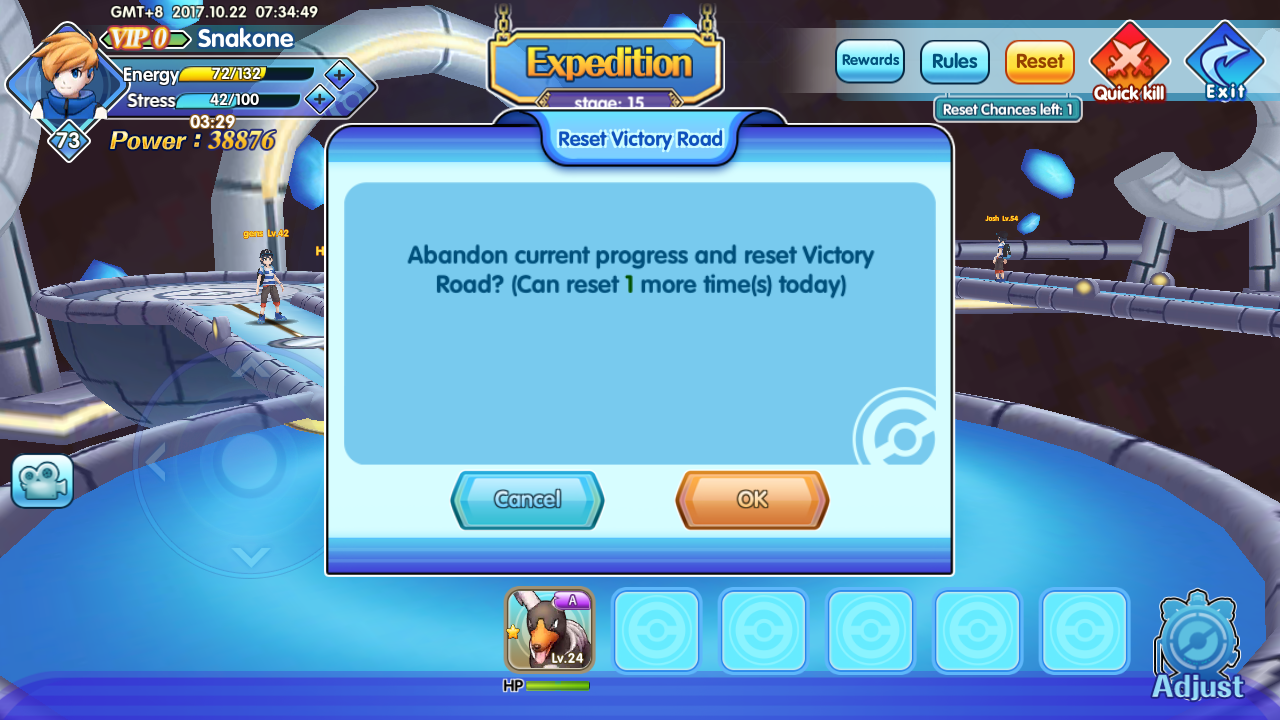 GMT+8 2017.10.22 07:34:49
VIP 0 Snakone
Energy 72/132
Stress 42/100
03:29
73
Power : 38876
Expedition
stage: 15
Rewards
Rules
Reset
Quick kill
Exit
Reset Chances left: 1
Reset Victory Road
Josh Lv.54
Lv.42
H
Abandon current progress and reset Victory
Road? (Can reset 1 more time(s) today)
Cancel
OK
A
Lv.24
HP
Adjust